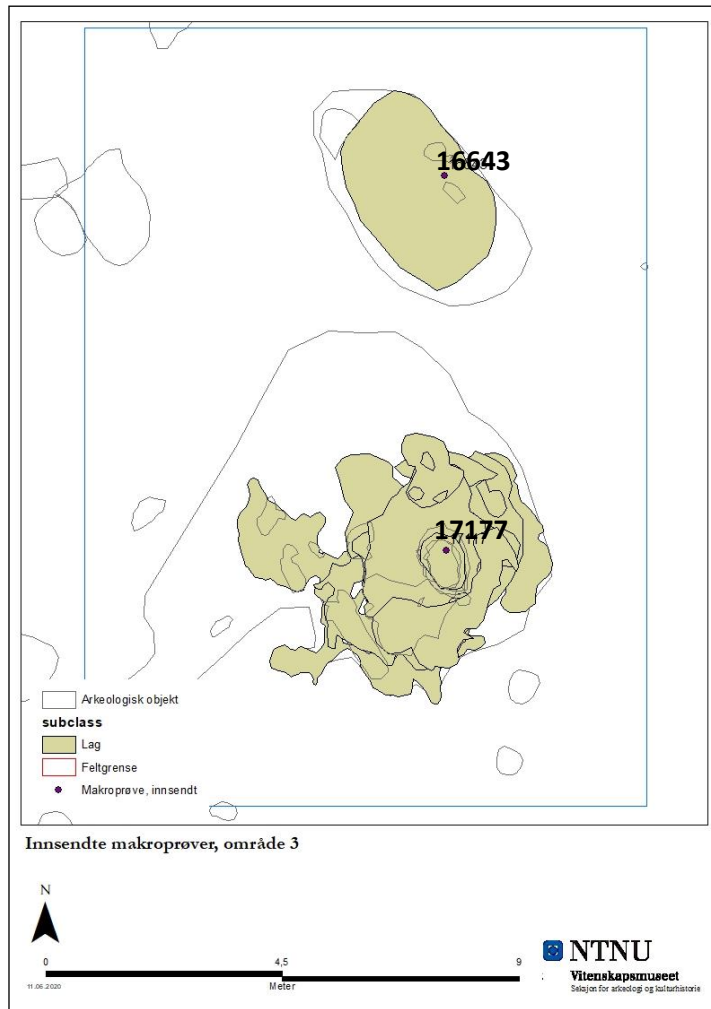 16643
17177
Arkeologisk objekt
subclass
Lag
Feltgrense
Makroprøve, innsendt
Innsendte makroprøver, område 3
N
0 4,5 9
Meter
11.06.2020
NTNU
Vitenskapsmuseet
Seksjon for arkeologi og kulturhistorie